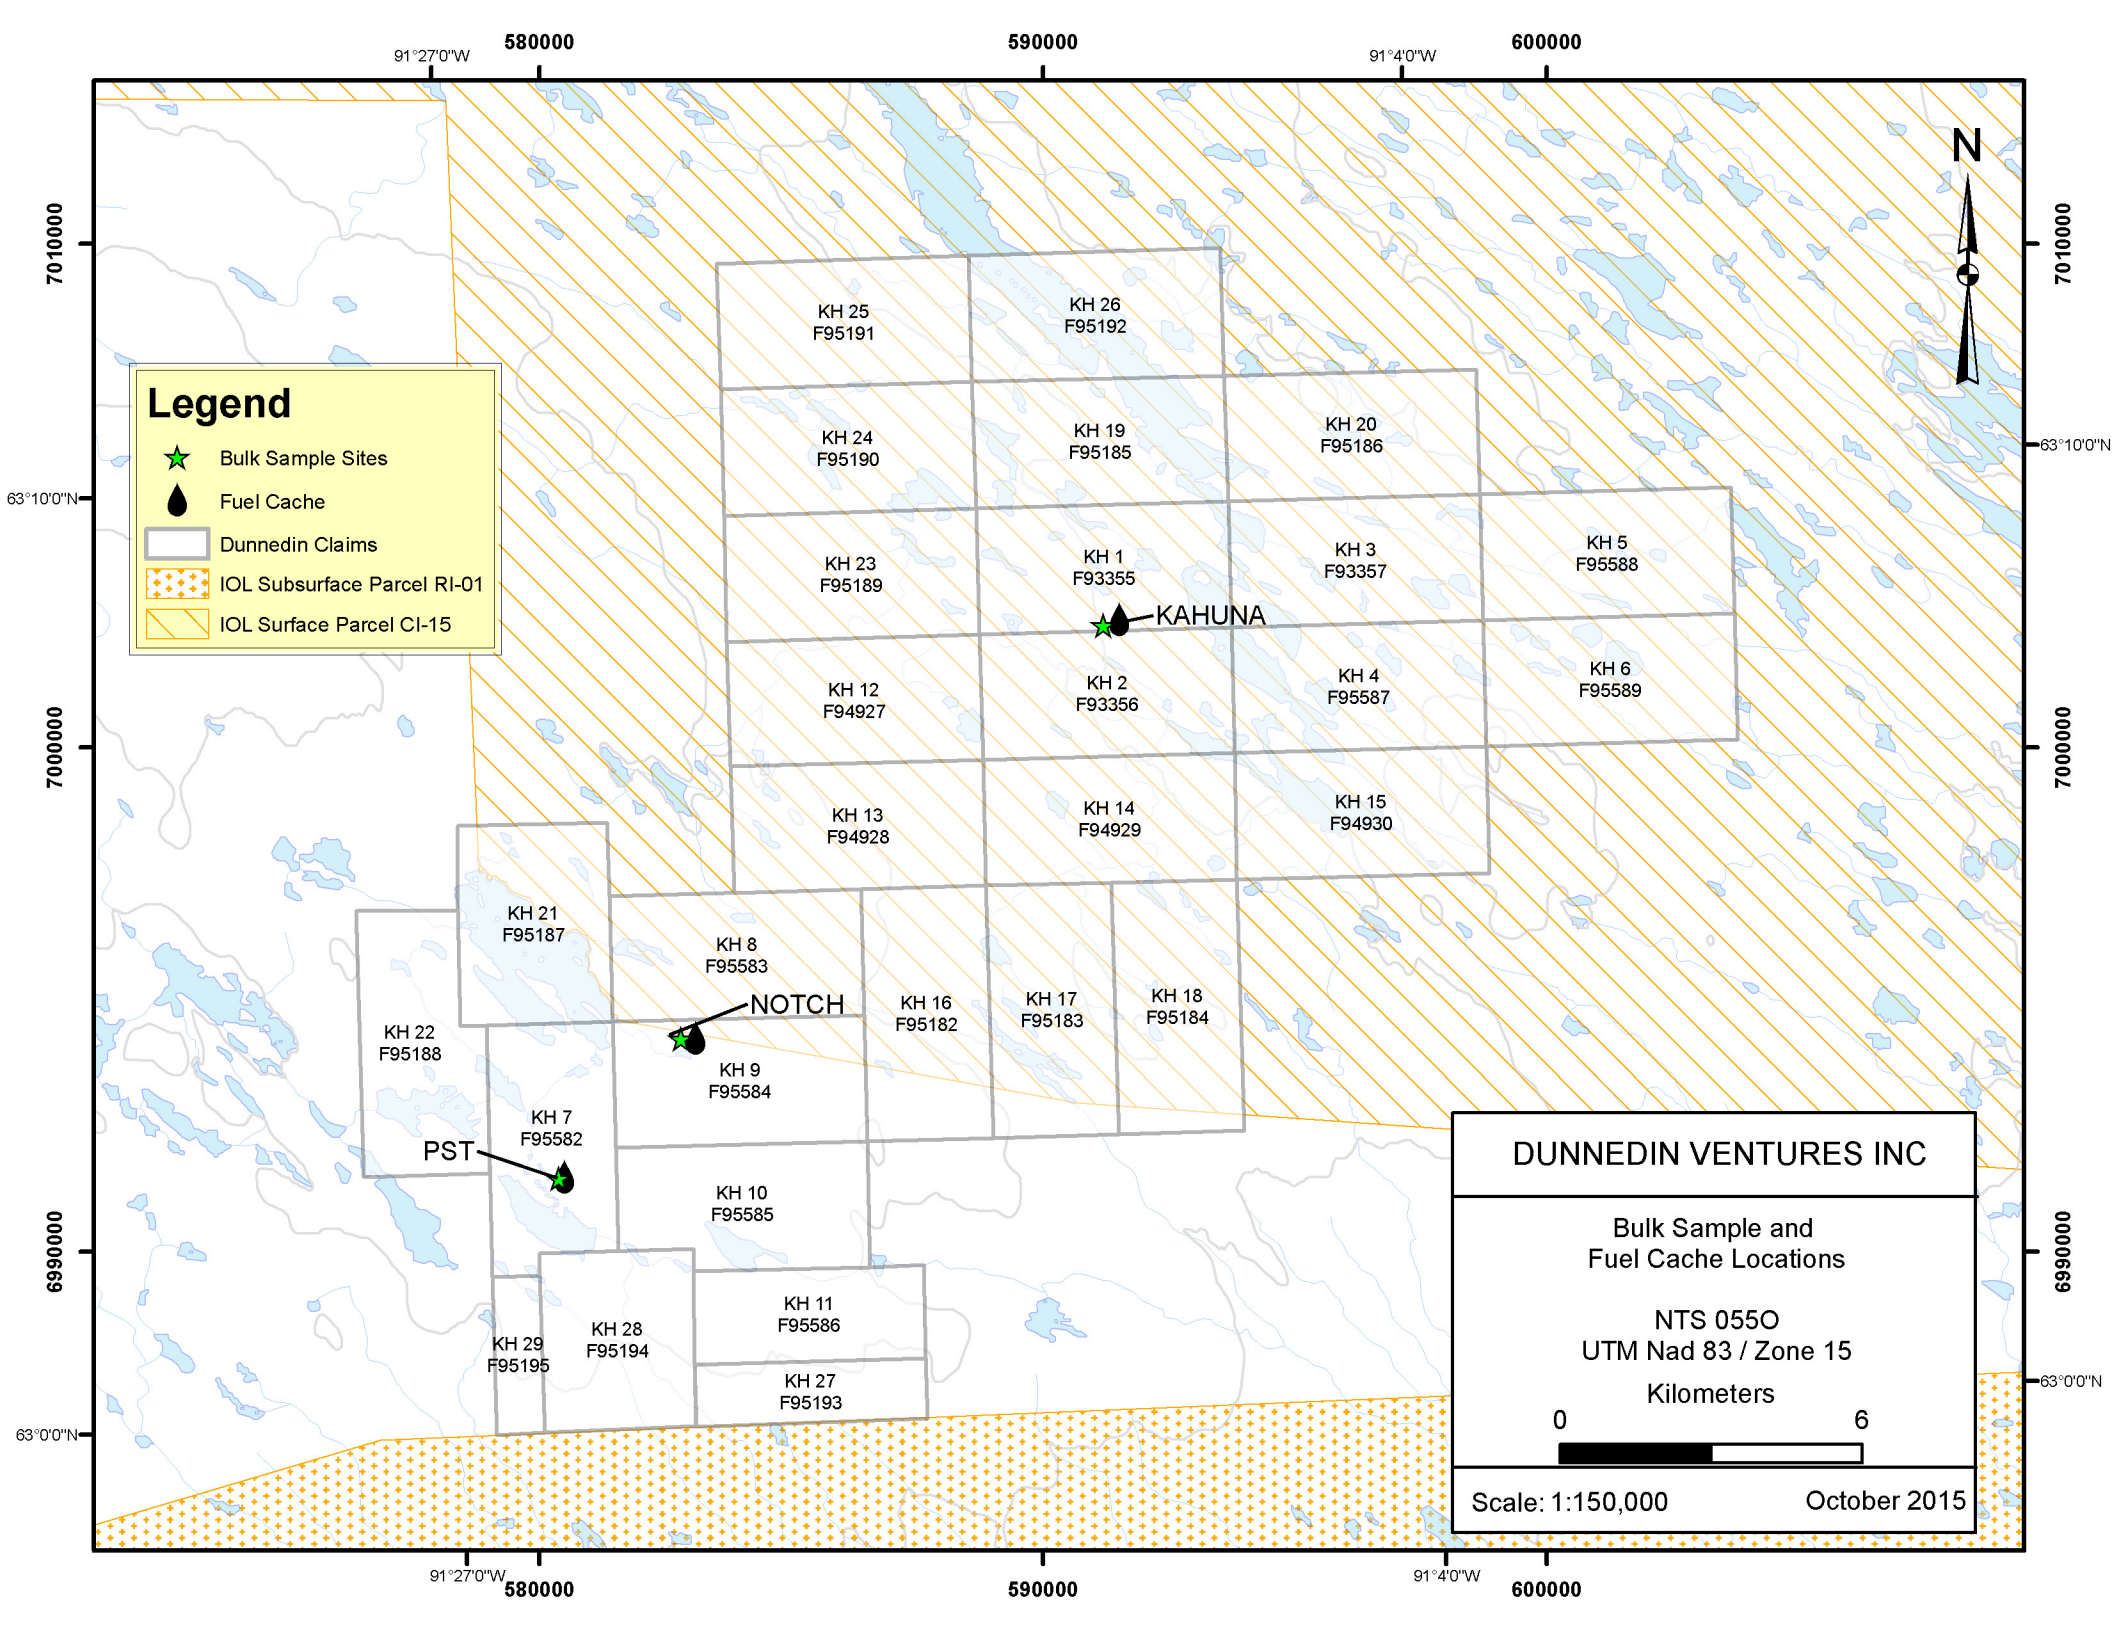 580000
590000
600000
91°27'0"W
91°4'0"W
N
7010000
7010000
KH 25
F95191
KH 26
F95192
Legend
Bulk Sample Sites
Fuel Cache
Dunnedin Claims
IOL Subsurface Parcel RI-01
IOL Surface Parcel CI-15
KH 24
F95190
KH 19
F95185
KH 20
F95186
63°10'0"N
63°10'0"N
KH 23
F95189
KH 1
F93355
KH 3
F93357
KH 5
F95588
KAHUNA
KH 12
F94927
KH 2
F93356
KH 4
F95587
KH 6
F95589
7000000
7000000
KH 13
F94928
KH 14
F94929
KH 15
F94930
KH 21
F95187
KH 8
F95583
NOTCH
KH 16
F95182
KH 17
F95183
KH 18
F95184
KH 22
F95188
KH 9
F95584
KH 7
F95582
PST
KH 10
F95585
6990000
6990000
KH 29
F95195
KH 28
F95194
KH 11
F95586
KH 27
F95193
63°0'0"N
63°0'0"N
DUNNEDIN VENTURES INC
Bulk Sample and
Fuel Cache Locations
NTS 055O
UTM Nad 83 / Zone 15
Kilometers
0 6
Scale: 1:150,000 October 2015
91°27'0"W
91°4'0"W
580000
590000
600000